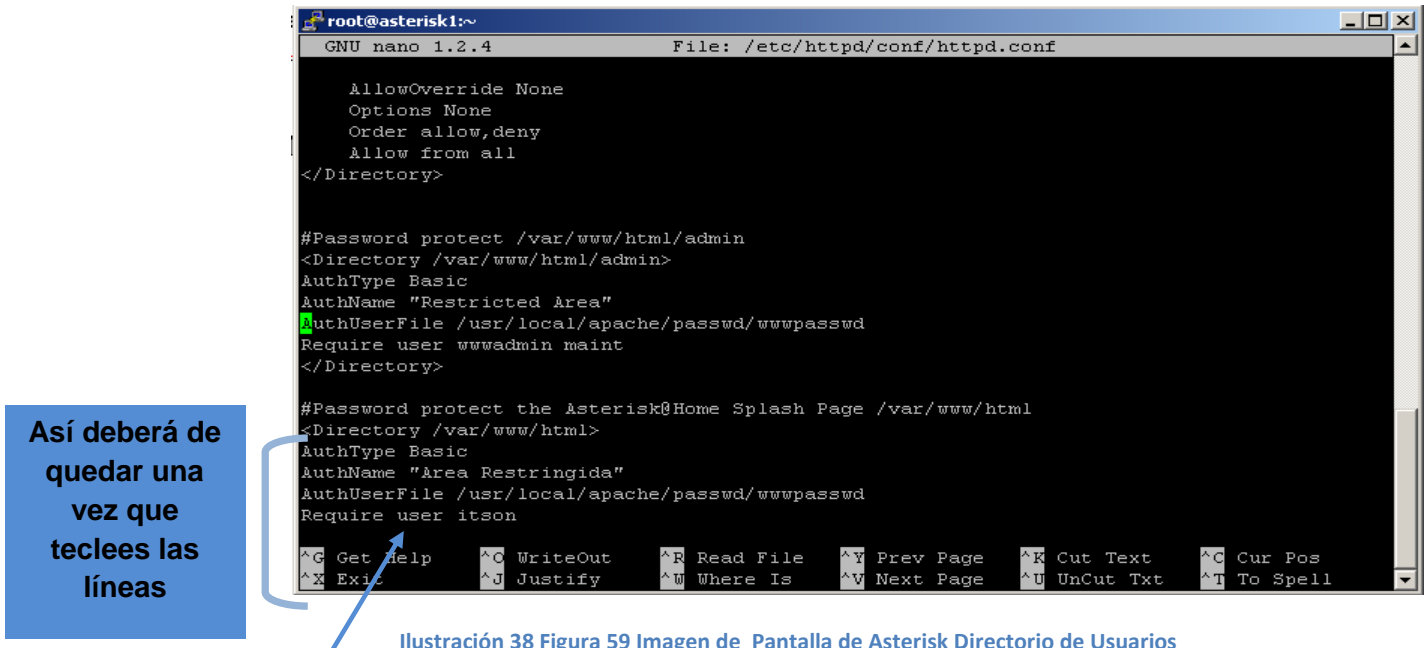 root@asterisk1:~
GNU nano 1.2.4 File: /etc/httpd/conf/httpd.conf
AllowOverride None
Options None
Order allow,deny
Allow from all
</Directory>
#Password protect /var/www/html/admin
<Directory /var/www/html/admin>
AuthType Basic
AuthName "Restricted Area"
AuthUserFile /usr/local/apache/passwd/wwwpasswd
Require user wwwadmin maint
</Directory>
#Password protect the Asterisk@Home Splash Page /var/www/html
<Directory /var/www/html>
AuthType Basic
AuthName "Area Restringida"
AuthUserFile /usr/local/apache/passwd/wwwpasswd
Require user itson
^G Get Help ^O WriteOut ^R Read File ^Y Prev Page ^K Cut Text ^C Cur Pos
^X Exit ^J Justify ^W Where Is ^V Next Page ^U UnCut Txt ^T To Spell
Así deberá de
quedar una
vez que
teclees las
líneas
Ilustración 38 Figura 59 Imagen de Pantalla de Asterisk Directorio de Usuarios